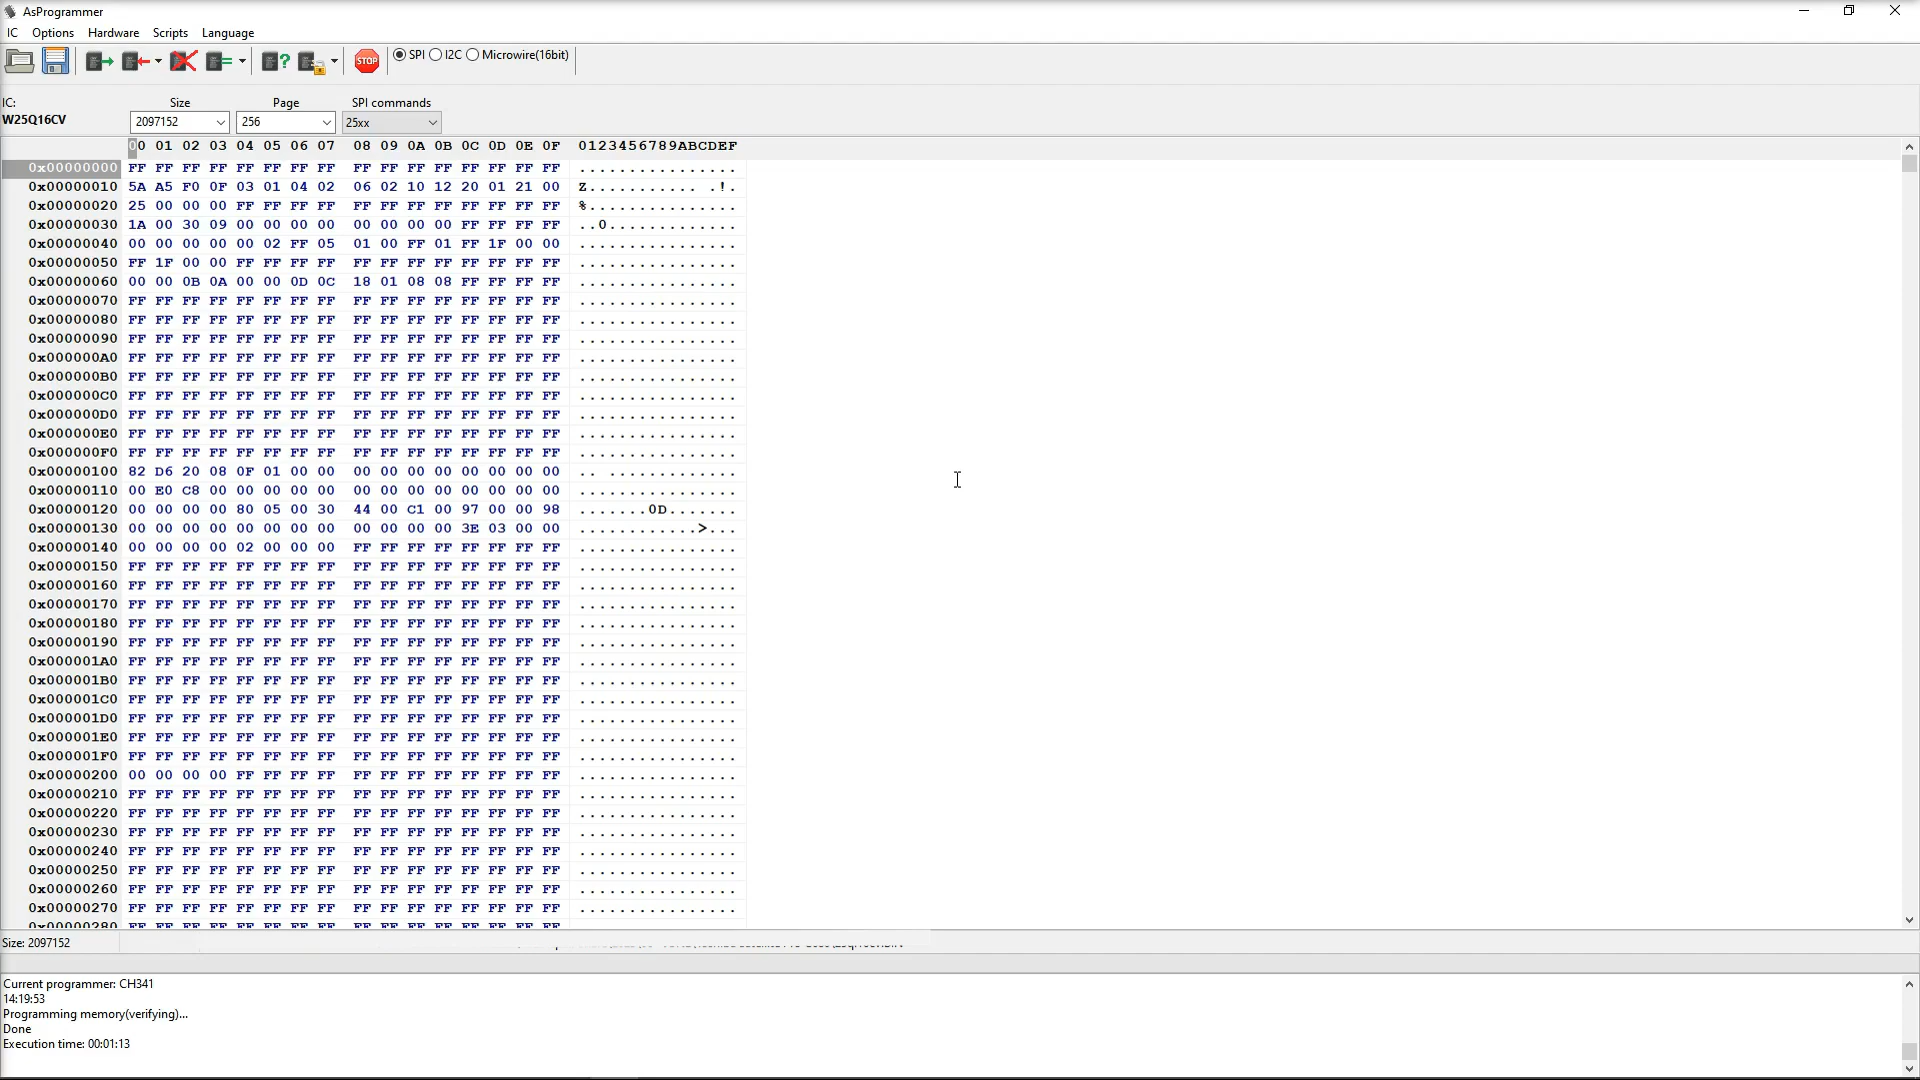 AsProgrammer
IC Options Hardware Scripts Language
STOP SPI I2C Microwire(16bit)
IC: Size Page SPI commands
W25Q16CV 2097152 256 25xx
00 01 02 03 04 05 06 07 08 09 0A 0B 0C 0D 0E 0F 0123456789ABCDEF
0x00000000 FF FF FF FF FF FF FF FF FF FF FF FF FF FF FF FF ................
0x00000010 5A A5 F0 0F 03 01 04 02 06 02 10 12 20 01 21 00 Z........... .!.
0x00000020 25 00 00 00 FF FF FF FF FF FF FF FF FF FF FF FF %...............
0x00000030 1A 00 30 09 00 00 00 00 00 00 00 00 FF FF FF FF ..0.............
0x00000040 00 00 00 00 00 02 FF 05 01 00 FF 01 FF 1F 00 00 ................
0x00000050 FF 1F 00 00 FF FF FF FF FF FF FF FF FF FF FF FF ................
0x00000060 00 00 0B 0A 00 00 0D 0C 18 01 08 08 FF FF FF FF ................
0x00000070 FF FF FF FF FF FF FF FF FF FF FF FF FF FF FF FF ................
0x00000080 FF FF FF FF FF FF FF FF FF FF FF FF FF FF FF FF ................
0x00000090 FF FF FF FF FF FF FF FF FF FF FF FF FF FF FF FF ................
0x000000A0 FF FF FF FF FF FF FF FF FF FF FF FF FF FF FF FF ................
0x000000B0 FF FF FF FF FF FF FF FF FF FF FF FF FF FF FF FF ................
0x000000C0 FF FF FF FF FF FF FF FF FF FF FF FF FF FF FF FF ................
0x000000D0 FF FF FF FF FF FF FF FF FF FF FF FF FF FF FF FF ................
0x000000E0 FF FF FF FF FF FF FF FF FF FF FF FF FF FF FF FF ................
0x000000F0 FF FF FF FF FF FF FF FF FF FF FF FF FF FF FF FF ................
0x00000100 82 D6 20 08 0F 01 00 00 00 00 00 00 00 00 00 00 .. .............
0x00000110 00 E0 C8 00 00 00 00 00 00 00 00 00 00 00 00 00 ................
0x00000120 00 00 00 00 80 05 00 30 44 00 C1 00 97 00 00 98 .......0D.......
0x00000130 00 00 00 00 00 00 00 00 00 00 00 00 3E 03 00 00 ............>...
0x00000140 00 00 00 00 02 00 00 00 FF FF FF FF FF FF FF FF ................
0x00000150 FF FF FF FF FF FF FF FF FF FF FF FF FF FF FF FF ................
0x00000160 FF FF FF FF FF FF FF FF FF FF FF FF FF FF FF FF ................
0x00000170 FF FF FF FF FF FF FF FF FF FF FF FF FF FF FF FF ................
0x00000180 FF FF FF FF FF FF FF FF FF FF FF FF FF FF FF FF ................
0x00000190 FF FF FF FF FF FF FF FF FF FF FF FF FF FF FF FF ................
0x000001A0 FF FF FF FF FF FF FF FF FF FF FF FF FF FF FF FF ................
0x000001B0 FF FF FF FF FF FF FF FF FF FF FF FF FF FF FF FF ................
0x000001C0 FF FF FF FF FF FF FF FF FF FF FF FF FF FF FF FF ................
0x000001D0 FF FF FF FF FF FF FF FF FF FF FF FF FF FF FF FF ................
0x000001E0 FF FF FF FF FF FF FF FF FF FF FF FF FF FF FF FF ................
0x000001F0 FF FF FF FF FF FF FF FF FF FF FF FF FF FF FF FF ................
0x00000200 00 00 00 00 FF FF FF FF FF FF FF FF FF FF FF FF ................
0x00000210 FF FF FF FF FF FF FF FF FF FF FF FF FF FF FF FF ................
0x00000220 FF FF FF FF FF FF FF FF FF FF FF FF FF FF FF FF ................
0x00000230 FF FF FF FF FF FF FF FF FF FF FF FF FF FF FF FF ................
0x00000240 FF FF FF FF FF FF FF FF FF FF FF FF FF FF FF FF ................
0x00000250 FF FF FF FF FF FF FF FF FF FF FF FF FF FF FF FF ................
0x00000260 FF FF FF FF FF FF FF FF FF FF FF FF FF FF FF FF ................
0x00000270 FF FF FF FF FF FF FF FF FF FF FF FF FF FF FF FF ................
0x00000280 FF FF FF FF FF FF FF FF FF FF FF FF FF FF FF FF
Size: 2097152
Current programmer: CH341
14:19:53
Programming memory(verifying)...
Done
Execution time: 00:01:13